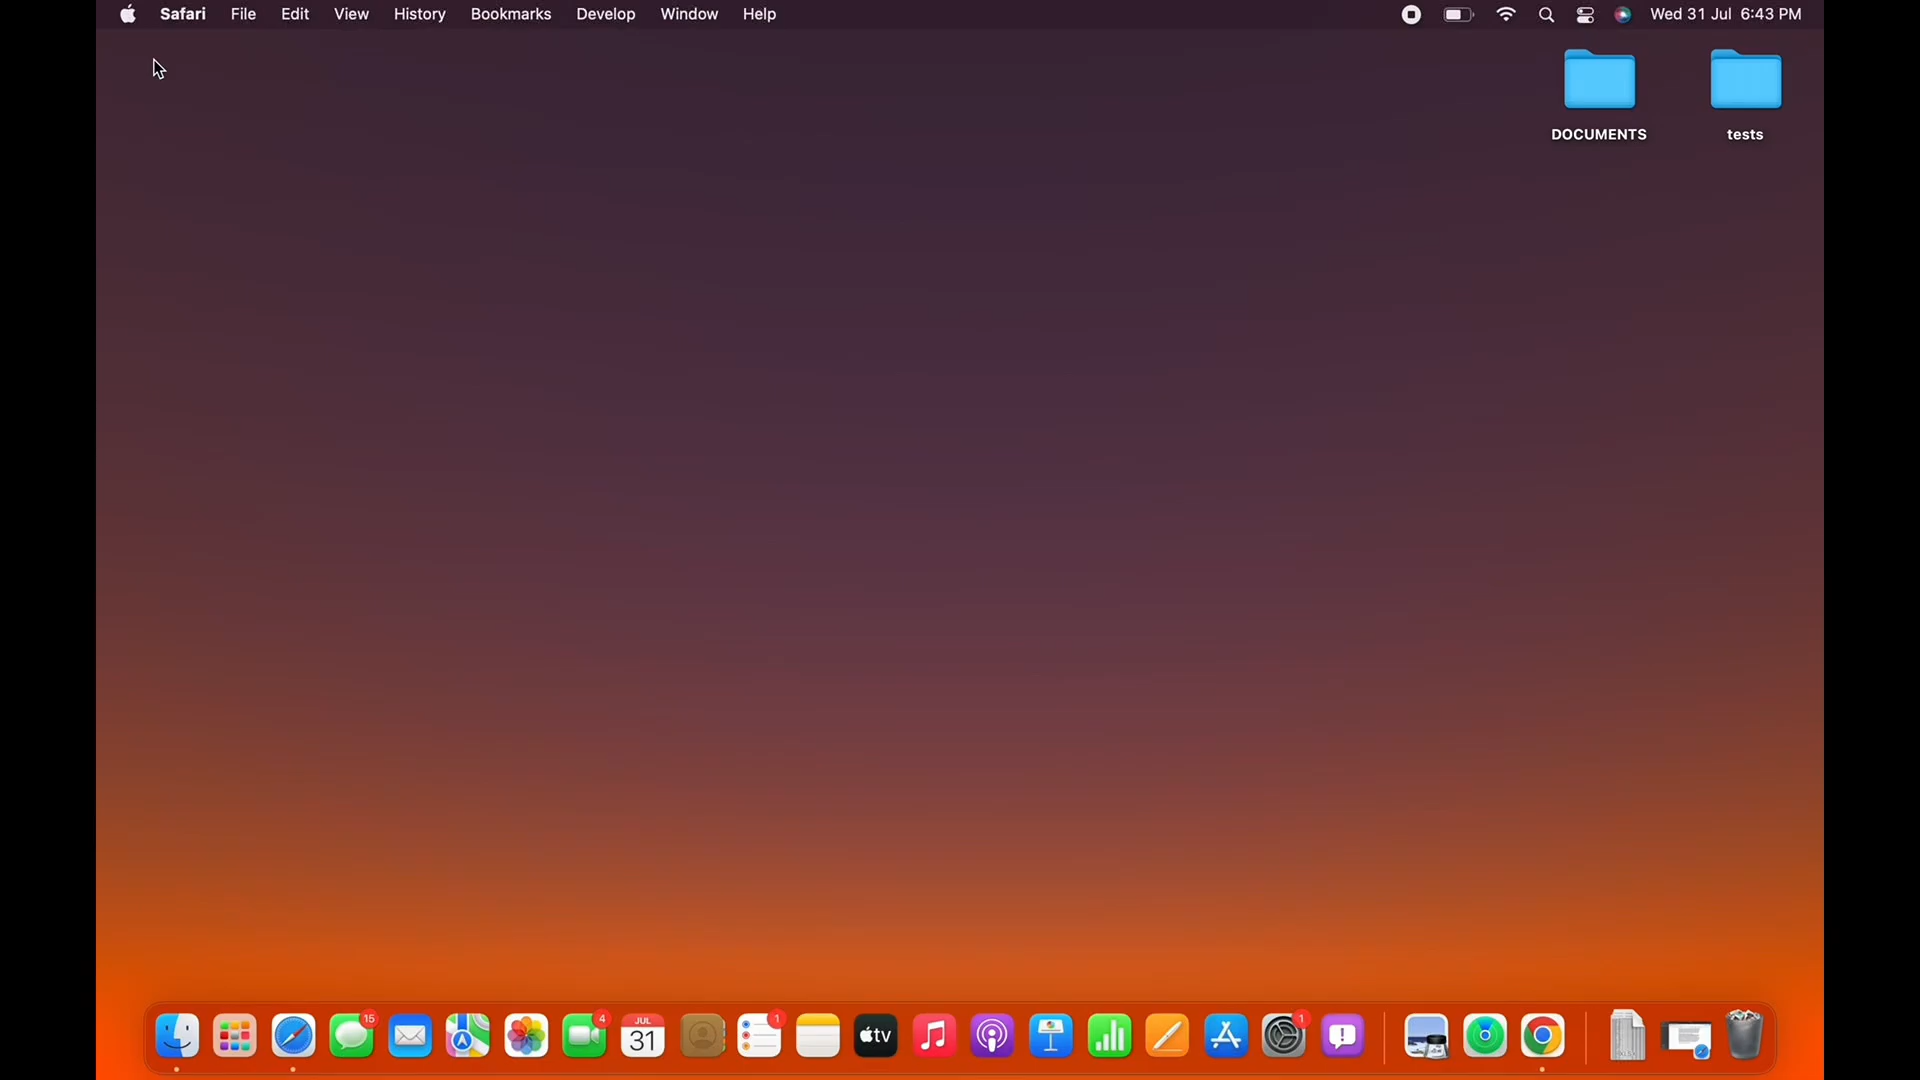 Safari File Edit View History Bookmarks Develop Window Help Wed 31 Jul 6:43 PM
DOCUMENTS tests
15 4 JUL 31 1 tv 1